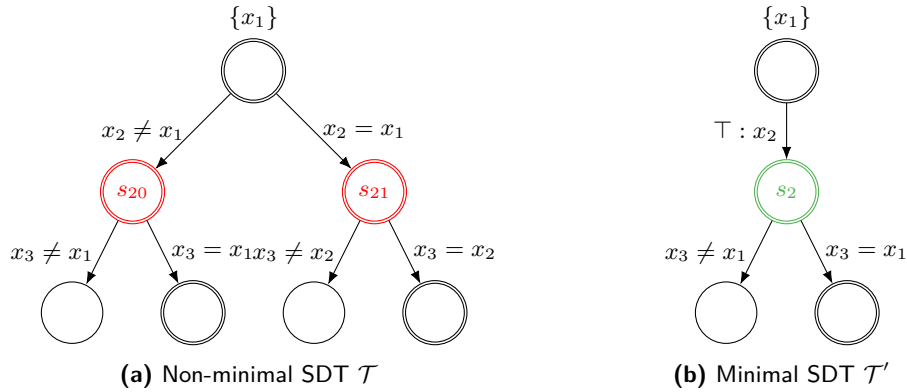 {x₁} {x₁}
x₂ ≠ x₁ x₂ = x₁ ⊤ : x₂
s₂₀ s₂₁ s₂
x₃ ≠ x₁ x₃ = x₁ x₃ ≠ x₂ x₃ = x₂ x₃ ≠ x₁ x₃ = x₁
(a) Non-minimal SDT 𝒯 (b) Minimal SDT 𝒯′